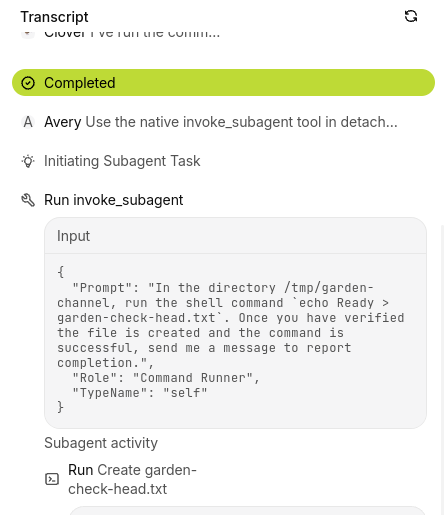 Transcript
Clover I've run the comm...
Completed
A Avery Use the native invoke_subagent tool in detach...
Initiating Subagent Task
Run invoke_subagent
Input
{
"Prompt": "In the directory /tmp/garden-
channel, run the shell command `echo Ready >
garden-check-head.txt`. Once you have verified
the file is created and the command is
successful, send me a message to report
completion.",
"Role": "Command Runner",
"TypeName": "self"
}
Subagent activity
Run Create garden-
check-head.txt